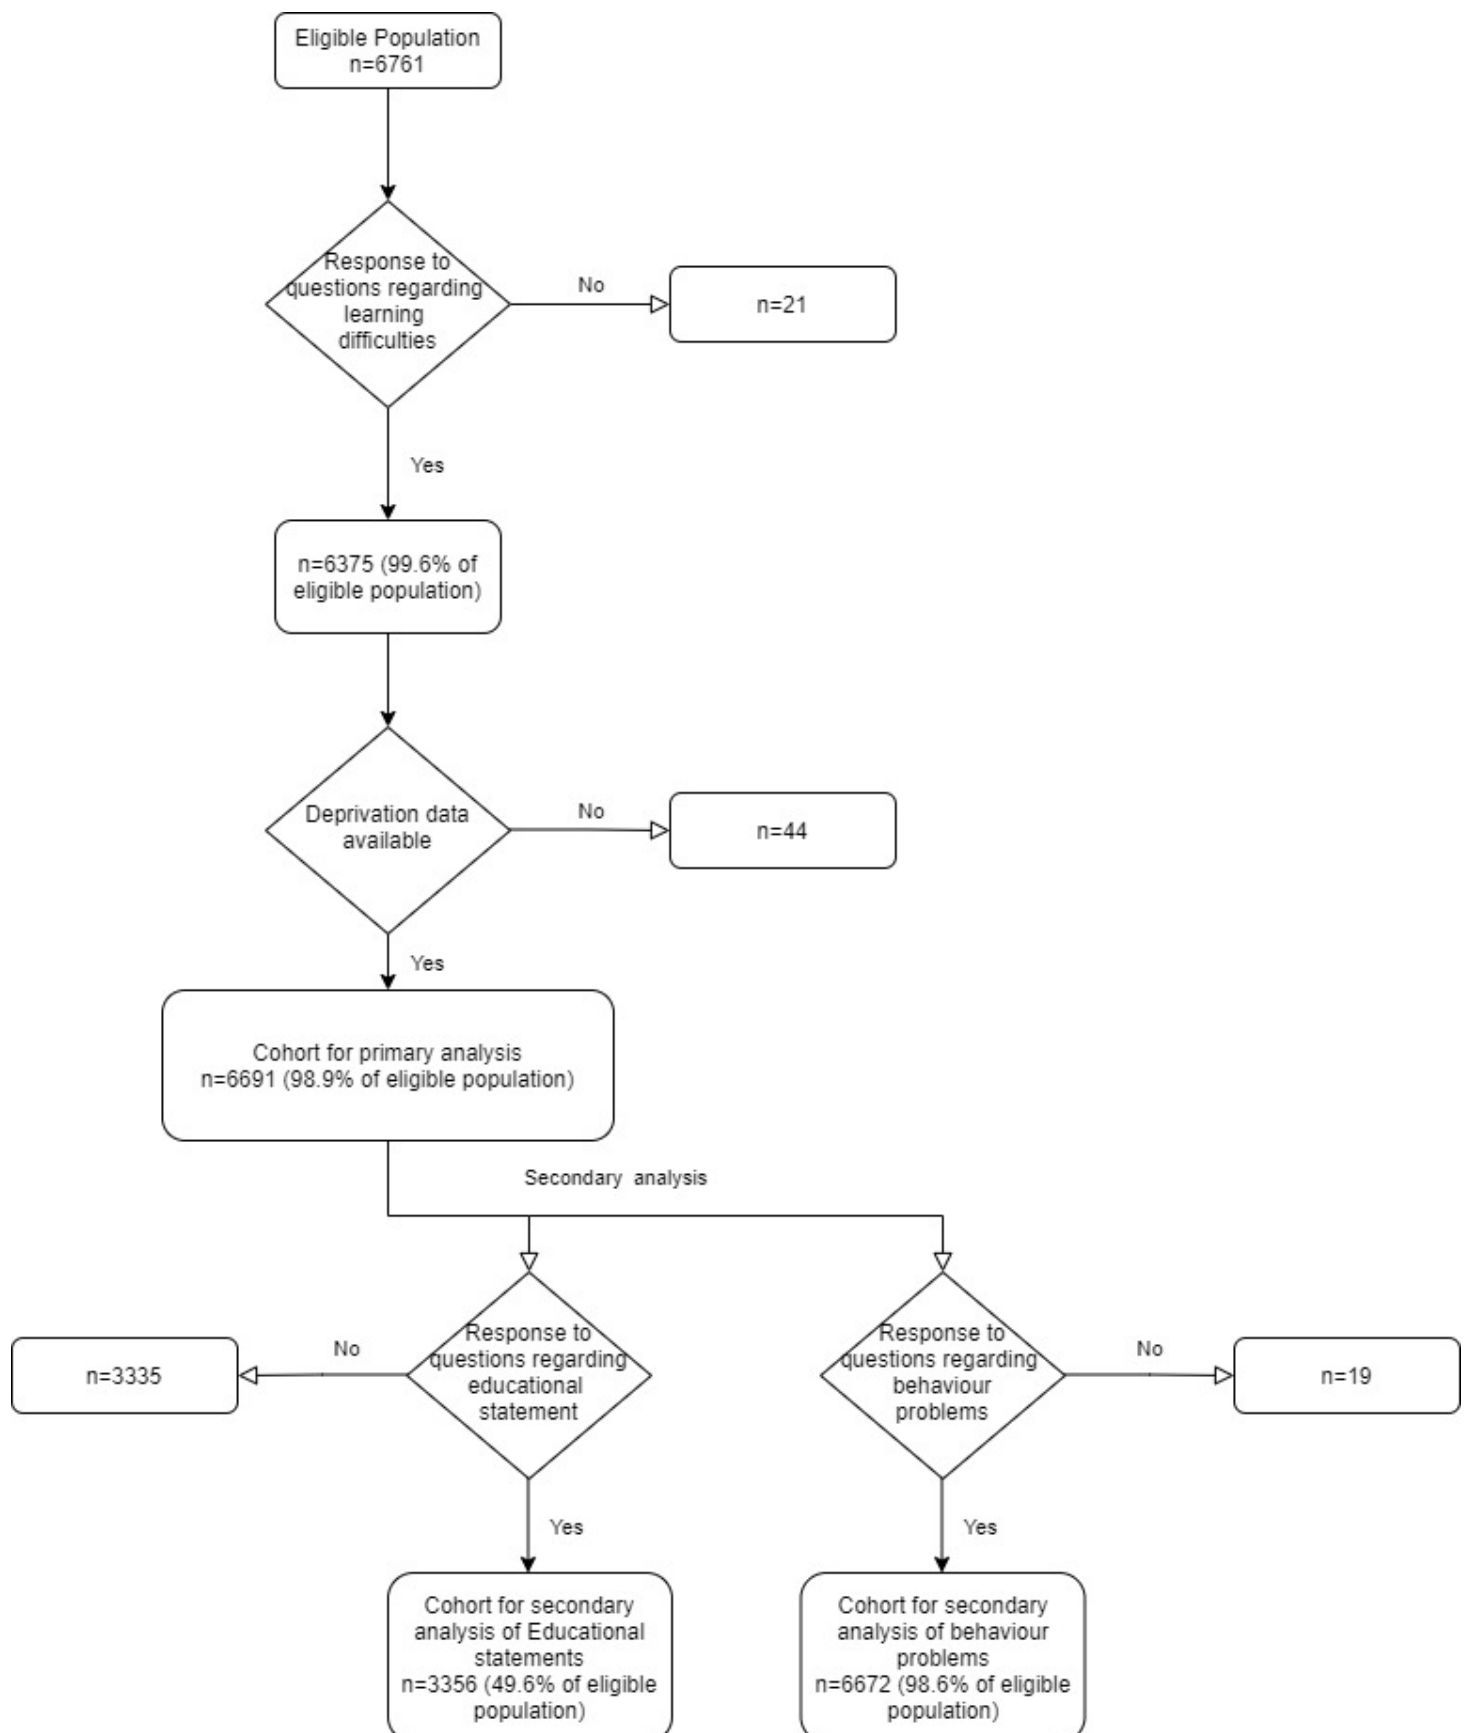 Eligible Population
n=6761
Response to
questions regarding
learning
difficulties
No
n=21
Yes
n=6375 (99.6% of
eligible population)
Deprivation data
available
No
n=44
Yes
Cohort for primary analysis
n=6691 (98.9% of eligible population)
Secondary analysis
Response to
questions regarding
educational
statement
No
n=3335
Yes
Cohort for secondary
analysis of Educational
statements
n=3356 (49.6% of eligible
population)
Response to
questions regarding
behaviour
problems
No
n=19
Yes
Cohort for secondary
analysis of behaviour
problems
n=6672 (98.6% of eligible
population)